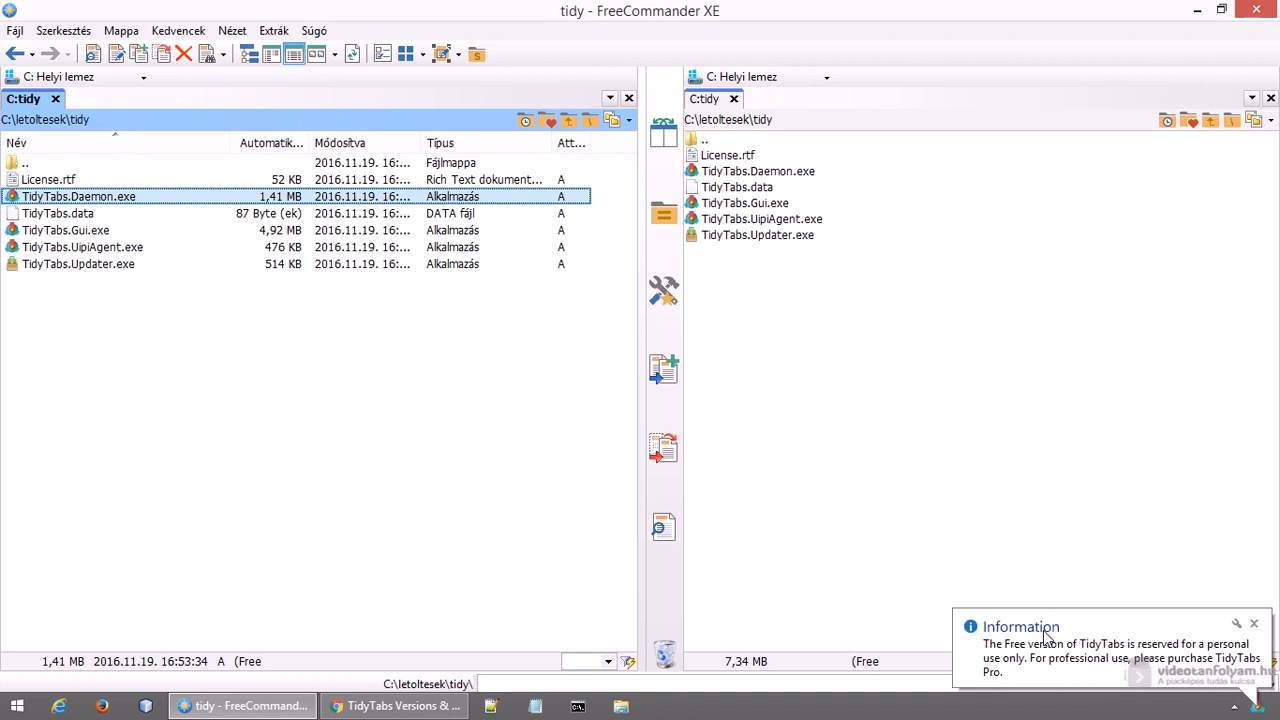 tidy - FreeCommander XE
Fájl Szerkesztés Mappa Kedvencek Nézet Extrák Súgó
C: Helyi lemez
C:tidy
C:\letoltesek\tidy
Név Automatik... Módosítva Típus Att...
.. 2016.11.19. 16:... Fájlmappa
License.rtf 52 KB 2016.11.19. 16:... Rich Text dokument... A
TidyTabs.Daemon.exe 1,41 MB 2016.11.19. 16:... Alkalmazás A
TidyTabs.data 87 Byte (ek) 2016.11.19. 16:... DATA fájl A
TidyTabs.Gui.exe 4,92 MB 2016.11.19. 16:... Alkalmazás A
TidyTabs.UipiAgent.exe 476 KB 2016.11.19. 16:... Alkalmazás A
TidyTabs.Updater.exe 514 KB 2016.11.19. 16:... Alkalmazás A
1,41 MB 2016.11.19. 16:53:34 A (Free
C: Helyi lemez
C:tidy
C:\letoltesek\tidy
..
License.rtf
TidyTabs.Daemon.exe
TidyTabs.data
TidyTabs.Gui.exe
TidyTabs.UipiAgent.exe
TidyTabs.Updater.exe
7,34 MB (Free
Information
The Free version of TidyTabs is reserved for a personal
use only. For professional use, please purchase TidyTabs
Pro.
videotanfolyam.hu
A piacképes tudás kulcsa
C:\letoltesek\tidy\
tidy - FreeCommand... TidyTabs Versions & ...